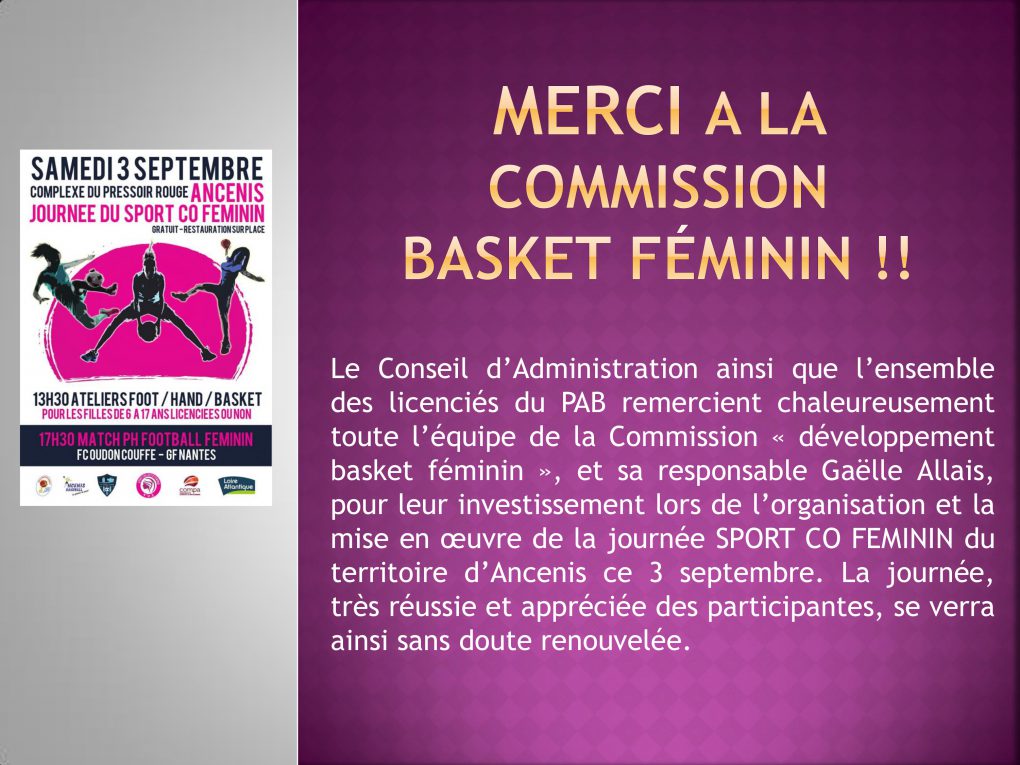 SAMEDI 3 SEPTEMBRE
COMPLEXE DU PRESSOIR ROUGE ANCENIS
JOURNEE DU SPORT CO FEMININ
GRATUIT - RESTAURATION SUR PLACE
13H30 ATELIERS FOOT / HAND / BASKET
POUR LES FILLES DE 6 A 17 ANS LICENCIEES OU NON
17H30 MATCH PH FOOTBALL FEMININ
FC OUDON COUFFE - GF NANTES
compa
Loire
Atlantique
MERCI A LA
COMMISSION
BASKET FÉMININ !!
Le Conseil d’Administration ainsi que l’ensemble
des licenciés du PAB remercient chaleureusement
toute l’équipe de la Commission « développement
basket féminin », et sa responsable Gaëlle Allais,
pour leur investissement lors de l’organisation et la
mise en œuvre de la journée SPORT CO FEMININ du
territoire d’Ancenis ce 3 septembre. La journée,
très réussie et appréciée des participantes, se verra
ainsi sans doute renouvelée.